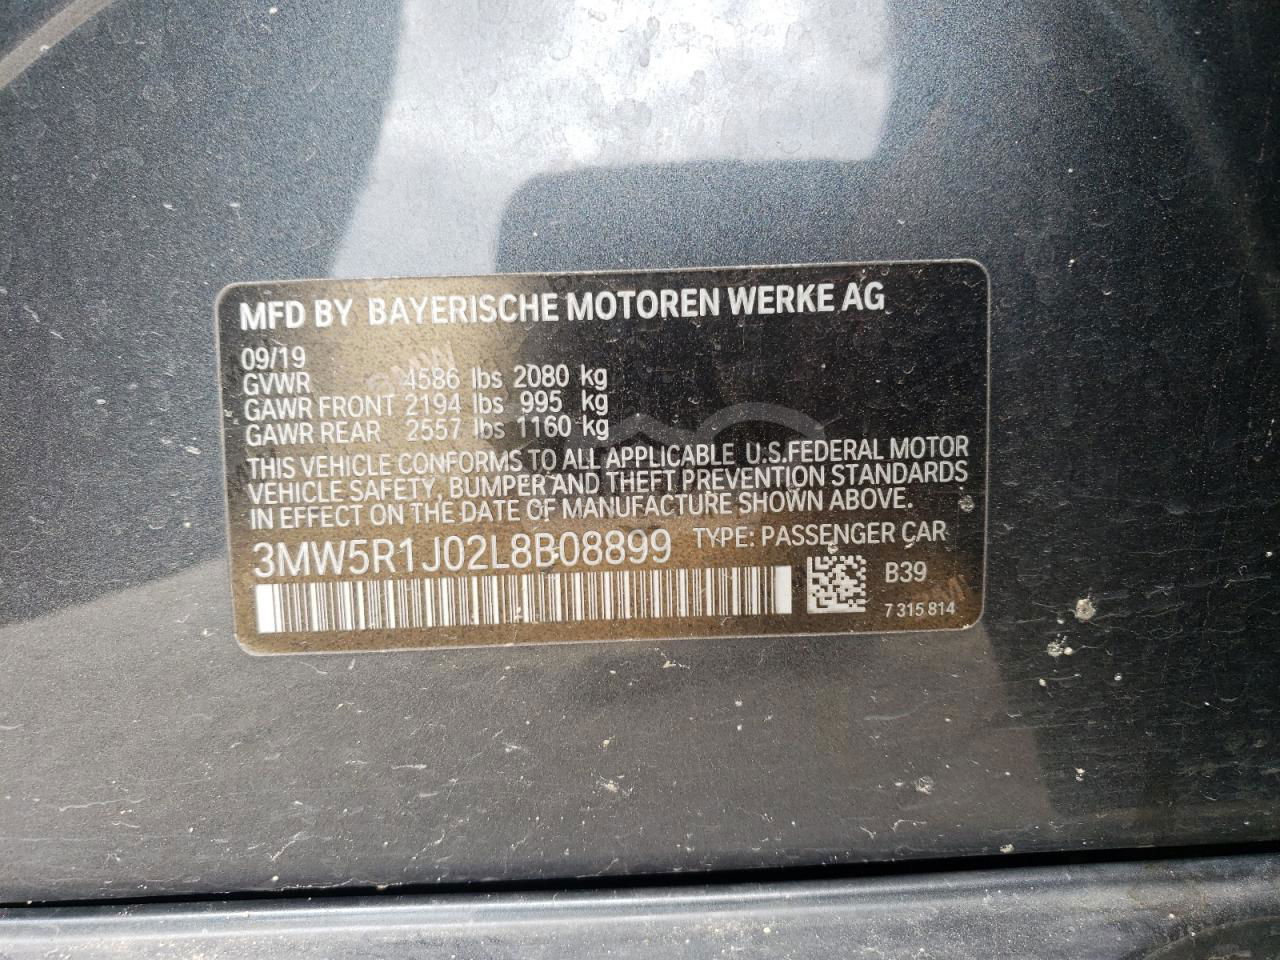 MFD BY BAYERISCHE MOTOREN WERKE AG
09/19
GVWR 4586 lbs 2080 kg
GAWR FRONT 2194 lbs 995 kg
GAWR REAR 2557 lbs 1160 kg
THIS VEHICLE CONFORMS TO ALL APPLICABLE U.S.FEDERAL MOTOR
VEHICLE SAFETY, BUMPER AND THEFT PREVENTION STANDARDS
IN EFFECT ON THE DATE OF MANUFACTURE SHOWN ABOVE.
3MW5R1J02L8B08899 TYPE: PASSENGER CAR
B39
7 315 814